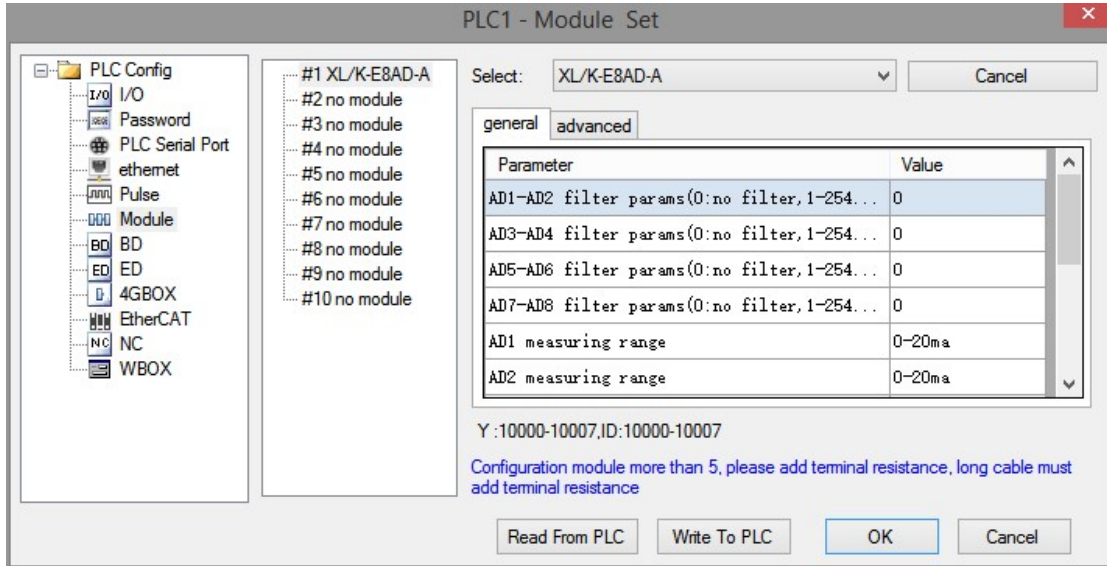 PLC1 - Module Set
PLC Config
I/O
I/O
Password
PLC Serial Port
ethernet
Pulse
Module
BD
BD
ED
ED
4GBOX
EtherCAT
NC
NC
WBOX
#1 XL/K-E8AD-A
#2 no module
#3 no module
#4 no module
#5 no module
#6 no module
#7 no module
#8 no module
#9 no module
#10 no module
Select: XL/K-E8AD-A Cancel
general advanced
Parameter Value
AD1-AD2 filter params(0:no filter,1-254... 0
AD3-AD4 filter params(0:no filter,1-254... 0
AD5-AD6 filter params(0:no filter,1-254... 0
AD7-AD8 filter params(0:no filter,1-254... 0
AD1 measuring range 0-20ma
AD2 measuring range 0-20ma
Y :10000-10007,ID:10000-10007
Configuration module more than 5, please add terminal resistance, long cable must
add terminal resistance
Read From PLC Write To PLC OK Cancel